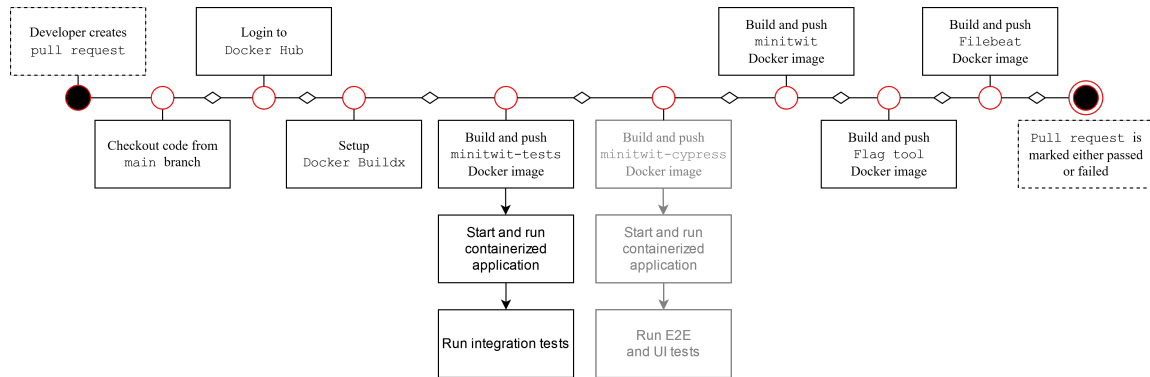 Developer creates
pull request
Checkout code from
main branch
Login to
Docker Hub
Setup
Docker Buildx
Build and push
minitwit-tests
Docker image
Start and run
containerized
application
Run integration tests
Build and push
minitwit-cypress
Docker image
Start and run
containerized
application
Run E2E
and UI tests
Build and push
minitwit
Docker image
Build and push
Flag tool
Docker image
Build and push
Filebeat
Docker image
Pull request is
marked either passed
or failed